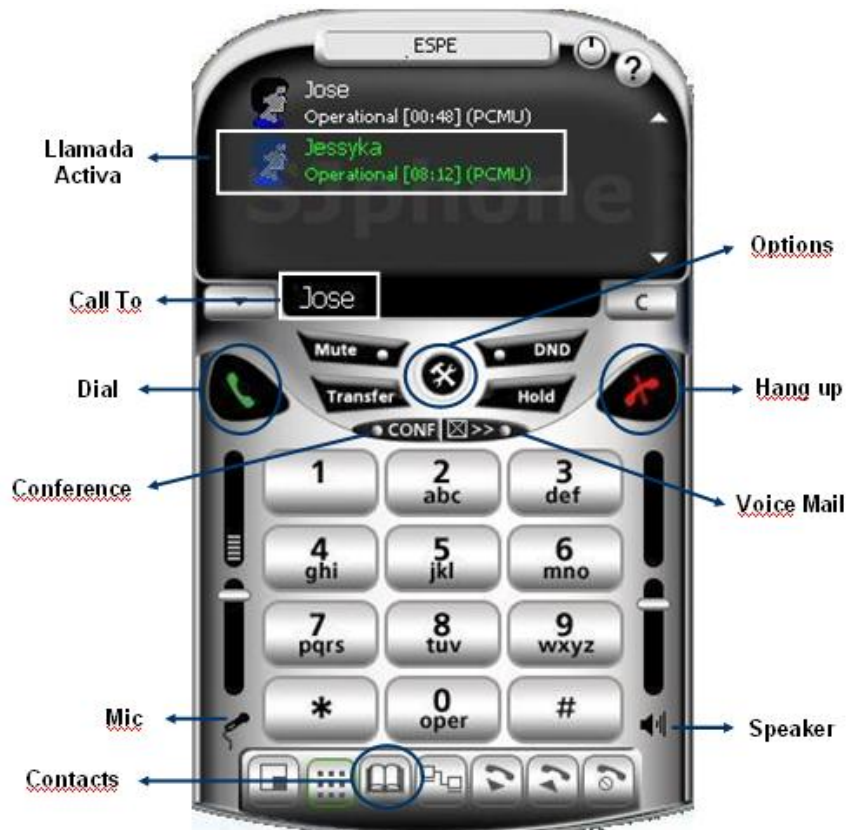 ESPE
?
Jose
Operational [00:48] (PCMU)
Jessyka
Operational [08:12] (PCMU)
SJphone
Llamada
Activa
Options
Call To
Jose
C
Mute
DND
Dial
Transfer
Hold
Hang up
CONF
>>
Conference
Voice Mail
1
2
abc
3
def
4
ghi
5
jkl
6
mno
7
pqrs
8
tuv
9
wxyz
*
0
oper
#
Mic
Speaker
Contacts